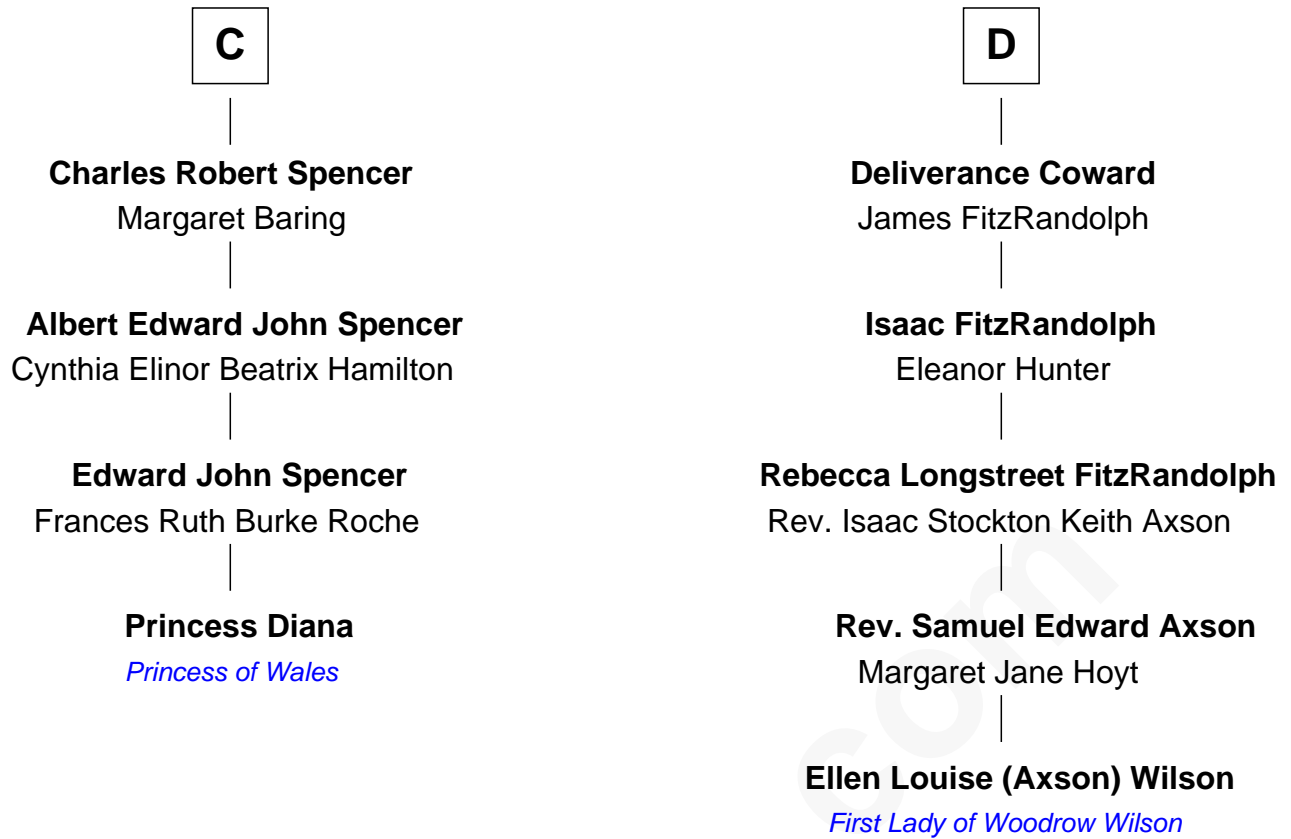 C
Charles Robert Spencer
Margaret Baring
Albert Edward John Spencer
Cynthia Elinor Beatrix Hamilton
Edward John Spencer
Frances Ruth Burke Roche
Princess Diana
Princess of Wales
D
Deliverance Coward
James FitzRandolph
Isaac FitzRandolph
Eleanor Hunter
Rebecca Longstreet FitzRandolph
Rev. Isaac Stockton Keith Axson
Rev. Samuel Edward Axson
Margaret Jane Hoyt
Ellen Louise (Axson) Wilson
First Lady of Woodrow Wilson
com